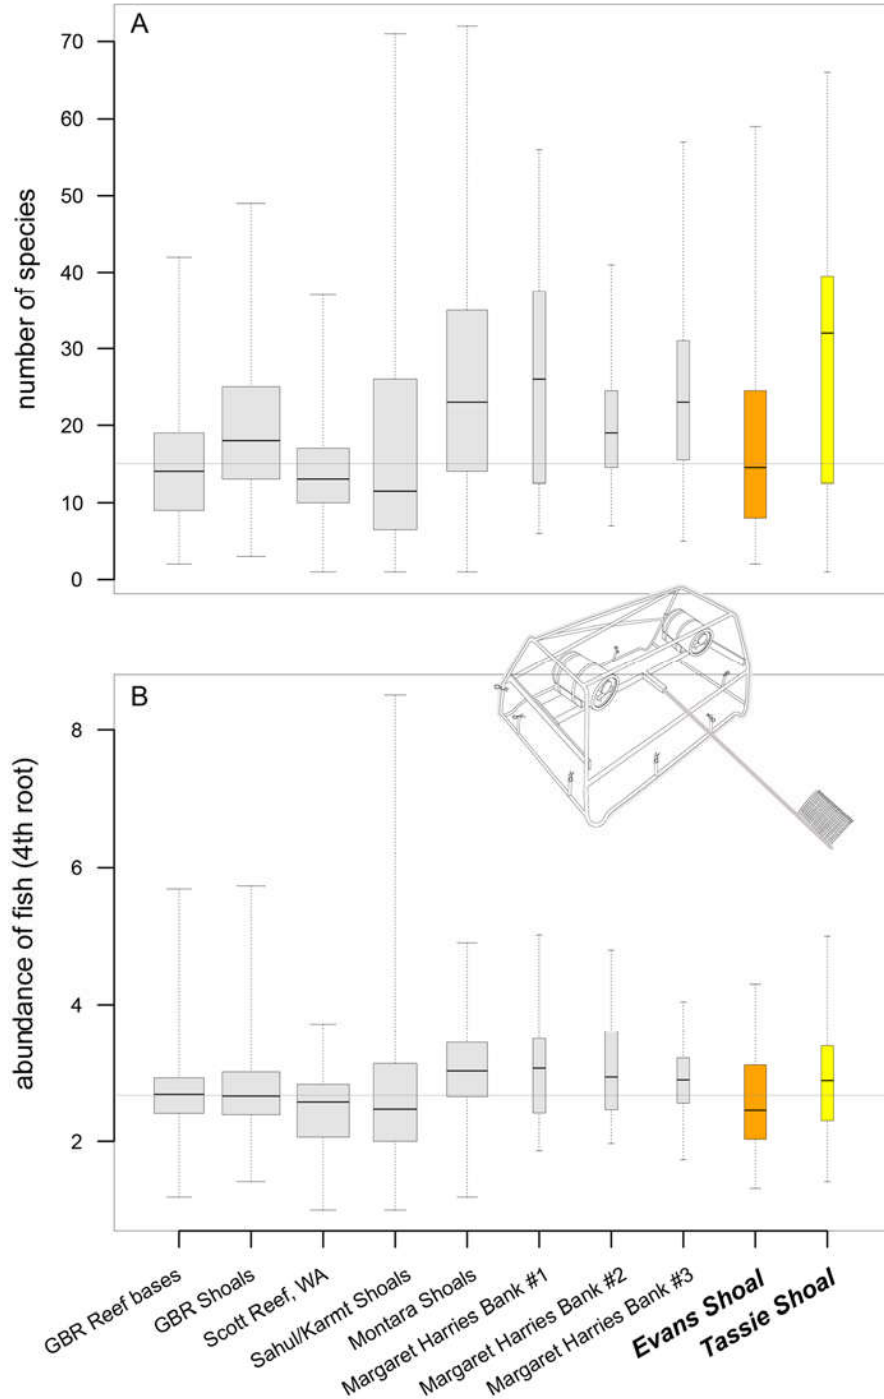 A
number of species
70
60
50
40
30
20
10
0
B
abundance of fish (4th root)
8
6
4
2
GBR Reef bases
GBR Shoals
Scott Reef, WA
Sahul/Karmt Shoals
Montara Shoals
Margaret Harries Bank #1
Margaret Harries Bank #2
Margaret Harries Bank #3
Evans Shoal
Tassie Shoal